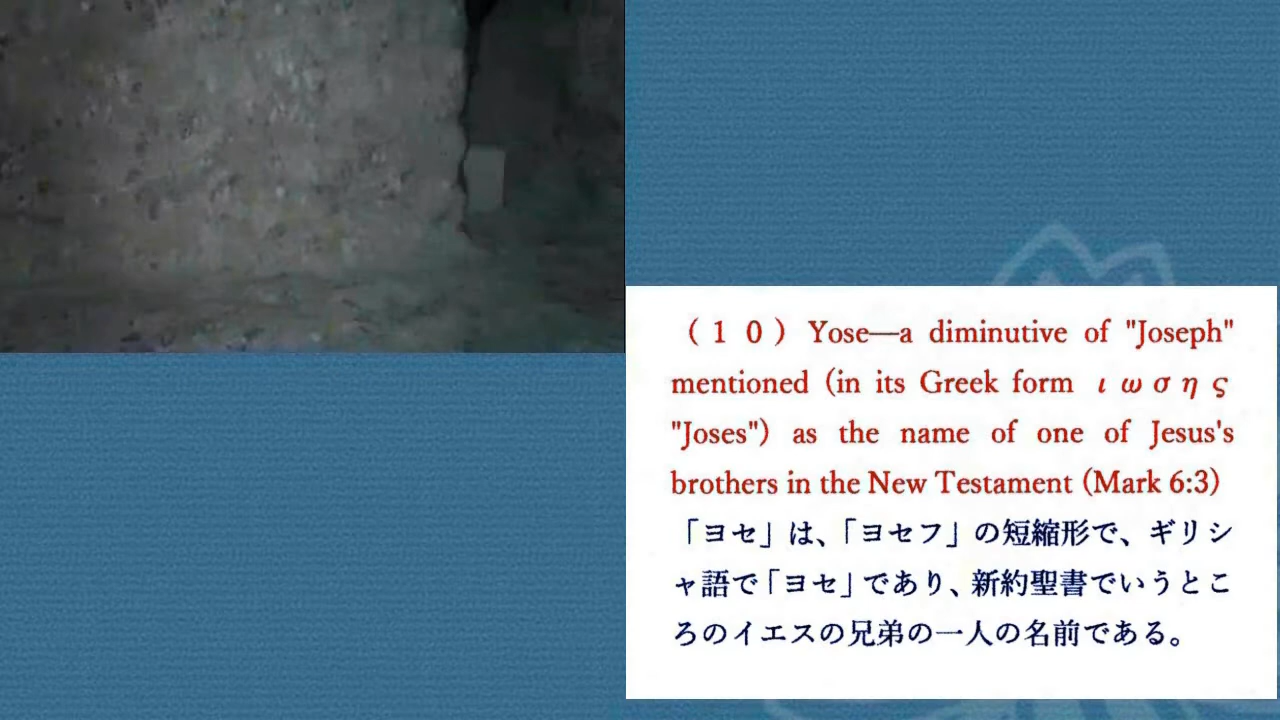 （１０）Yose—a diminutive of "Joseph"
mentioned (in its Greek form ιωσης
"Joses") as the name of one of Jesus's
brothers in the New Testament (Mark 6:3)
「ヨセ」は、「ヨセフ」の短縮形で、ギリシ
ャ語で「ヨセ」であり、新約聖書でいうとこ
ろのイエスの兄弟の一人の名前である。